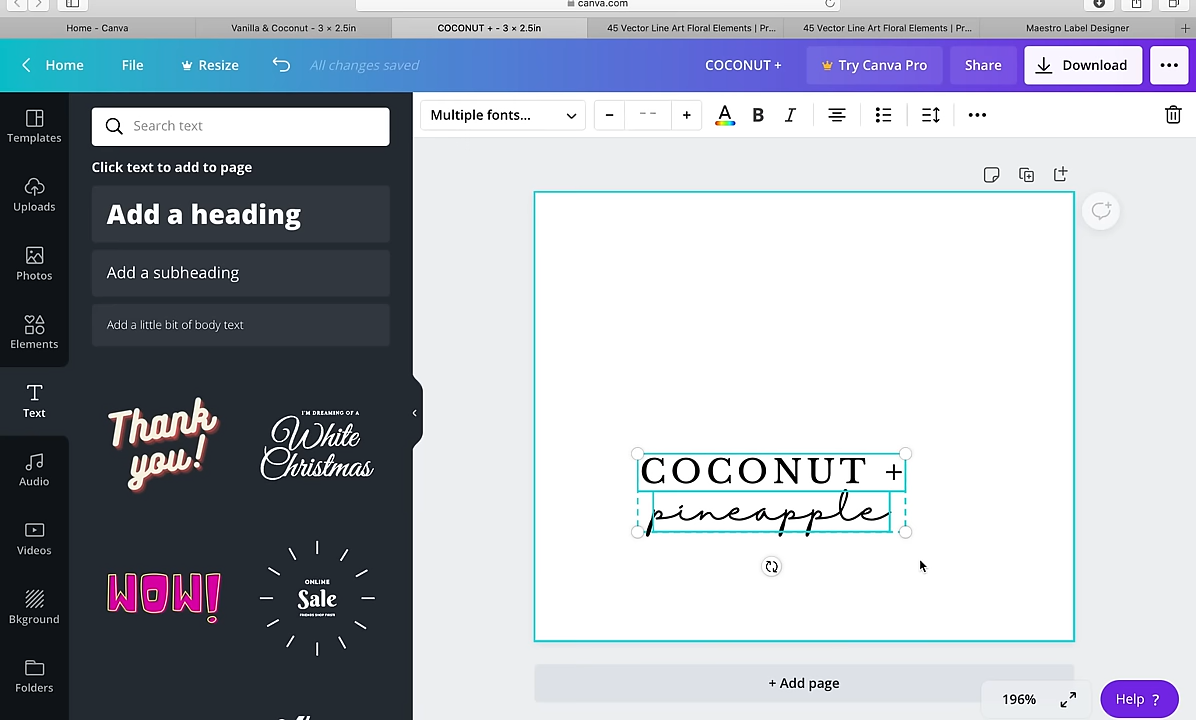 canva.com
Home - Canva
Vanilla & Coconut - 3 × 2.5in
COCONUT + - 3 × 2.5in
45 Vector Line Art Floral Elements | Pr...
45 Vector Line Art Floral Elements | Pr...
Maestro Label Designer
Home
File
Resize
All changes saved
COCONUT +
Try Canva Pro
Share
Download
Templates
Uploads
Photos
Elements
Text
Audio
Videos
Bkground
Folders
Search text
Click text to add to page
Add a heading
Add a subheading
Add a little bit of body text
Thank
you!
I'M DREAMING OF A
White
Christmas
WOW!
ONLINE
Sale
FRIENDS SHOP FIRST
Multiple fonts...
– -- +
A B I
COCONUT +
pineapple
+ Add page
196%
Help ?